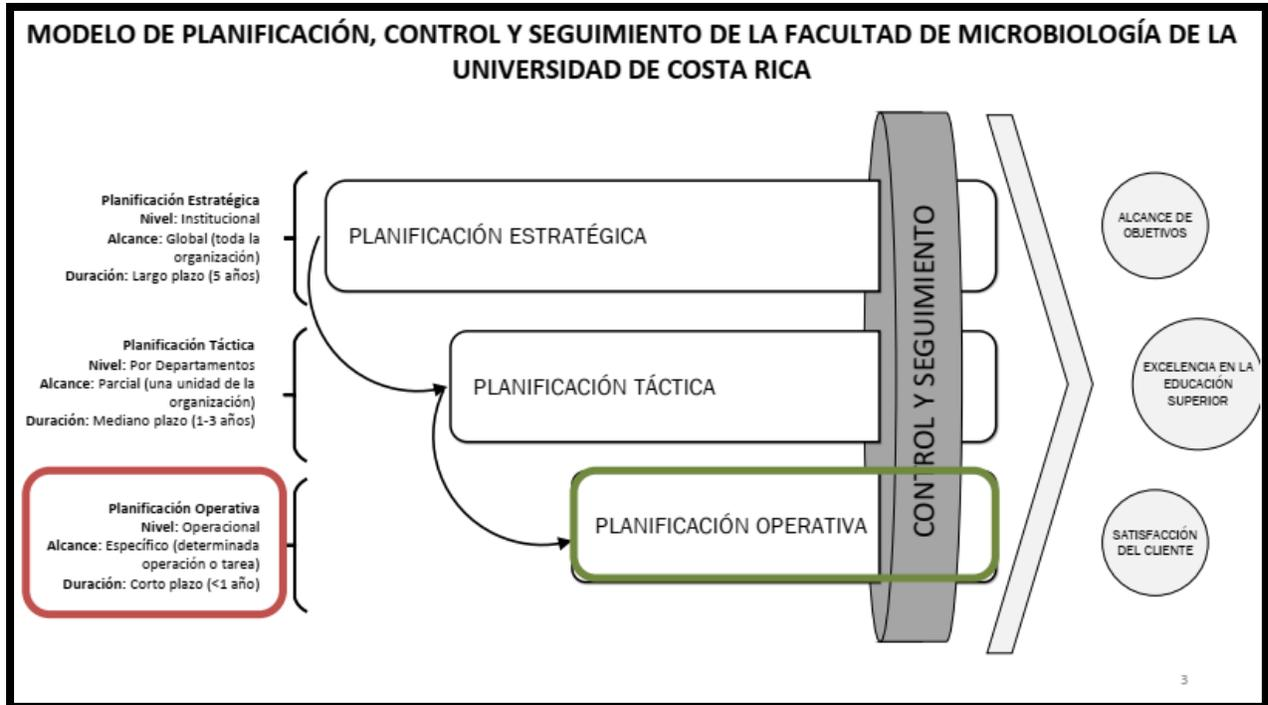 MODELO DE PLANIFICACIÓN, CONTROL Y SEGUIMIENTO DE LA FACULTAD DE MICROBIOLOGÍA DE LA
UNIVERSIDAD DE COSTA RICA
Planificación Estratégica
Nivel: Institucional
Alcance: Global (toda la
organización)
Duración: Largo plazo (5 años)
PLANIFICACIÓN ESTRATÉGICA
Planificación Táctica
Nivel: Por Departamentos
Alcance: Parcial (una unidad de la
organización)
Duración: Mediano plazo (1-3 años)
PLANIFICACIÓN TÁCTICA
Planificación Operativa
Nivel: Operacional
Alcance: Específico (determinada
operación o tarea)
Duración: Corto plazo (<1 año)
PLANIFICACIÓN OPERATIVA
CONTROL Y SEGUIMIENTO
ALCANCE DE
OBJETIVOS
EXCELENCIA EN LA
EDUCACIÓN
SUPERIOR
SATISFACCIÓN
DEL CLIENTE
3